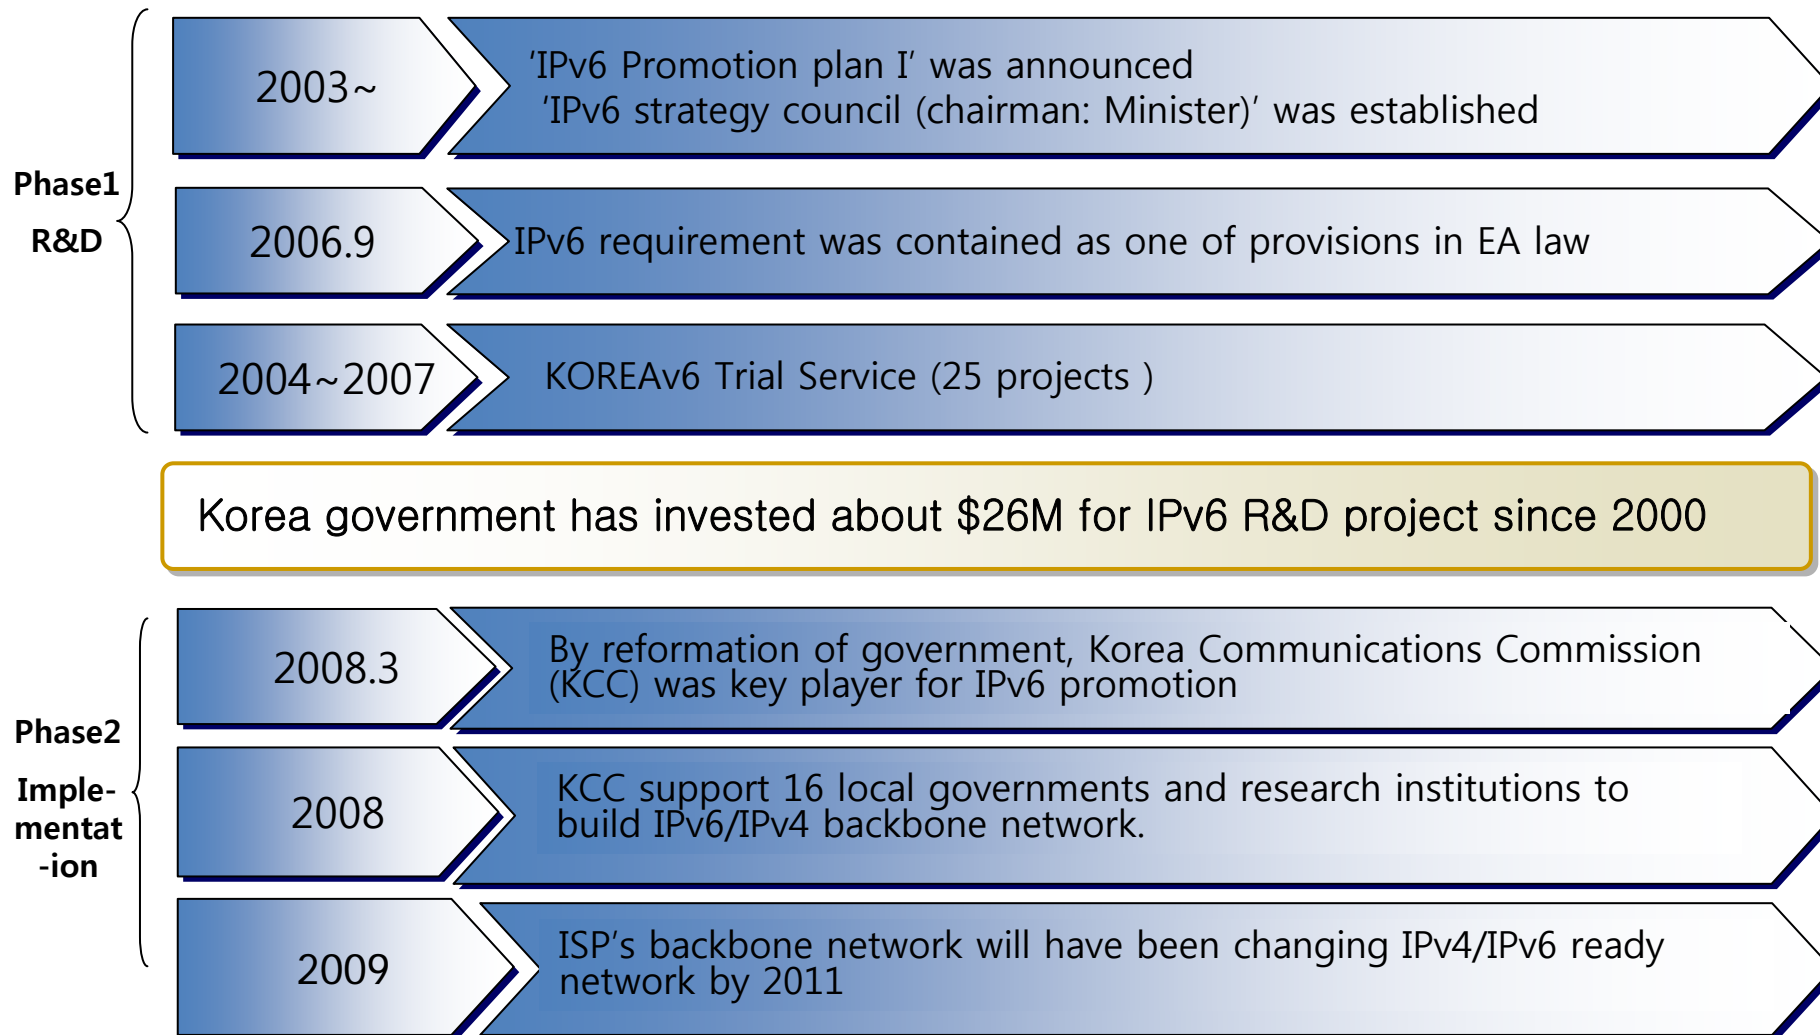 Phase1
R&D
2003~
‘IPv6 Promotion plan I’ was announced
‘IPv6 strategy council (chairman: Minister)’ was established
2006.9
IPv6 requirement was contained as one of provisions in EA law
2004~2007
KOREAv6 Trial Service (25 projects )
Korea government has invested about $26M for IPv6 R&D project since 2000
Phase2
Imple-
mentat
-ion
2008.3
By reformation of government, Korea Communications Commission
(KCC) was key player for IPv6 promotion
2008
KCC support 16 local governments and research institutions to
build IPv6/IPv4 backbone network.
2009
ISP’s backbone network will have been changing IPv4/IPv6 ready
network by 2011